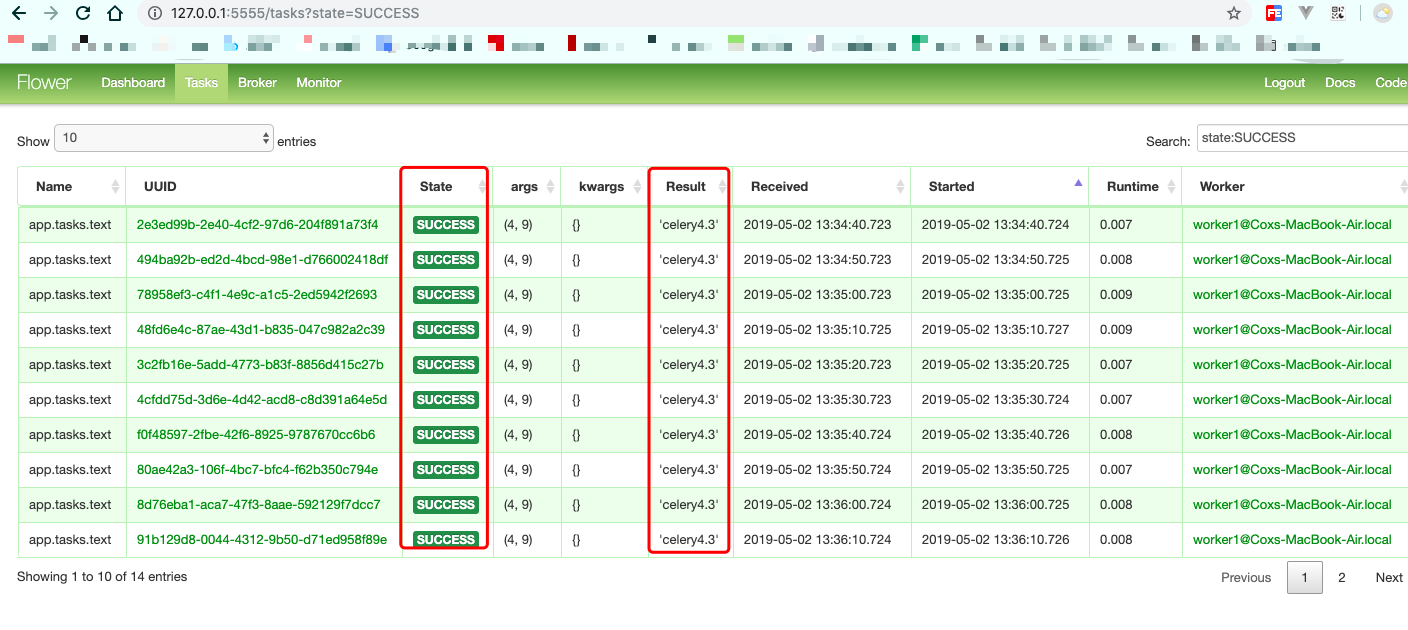 127.0.0.1:5555/tasks?state=SUCCESS
FE
Flower Dashboard Tasks Broker Monitor Logout Docs Code
Show 10 entries Search: state:SUCCESS
Name UUID State args kwargs Result Received Started Runtime Worker
app.tasks.text 2e3ed99b-2e40-4cf2-97d6-204f891a73f4 SUCCESS (4, 9) {} 'celery4.3' 2019-05-02 13:34:40.723 2019-05-02 13:34:40.724 0.007 worker1@Coxs-MacBook-Air.local
app.tasks.text 494ba92b-ed2d-4bcd-98e1-d766002418df SUCCESS (4, 9) {} 'celery4.3' 2019-05-02 13:34:50.723 2019-05-02 13:34:50.725 0.008 worker1@Coxs-MacBook-Air.local
app.tasks.text 78958ef3-c4f1-4e9c-a1c5-2ed5942f2693 SUCCESS (4, 9) {} 'celery4.3' 2019-05-02 13:35:00.723 2019-05-02 13:35:00.725 0.009 worker1@Coxs-MacBook-Air.local
app.tasks.text 48fd6e4c-87ae-43d1-b835-047c982a2c39 SUCCESS (4, 9) {} 'celery4.3' 2019-05-02 13:35:10.725 2019-05-02 13:35:10.727 0.009 worker1@Coxs-MacBook-Air.local
app.tasks.text 3c2fb16e-5add-4773-b83f-8856d415c27b SUCCESS (4, 9) {} 'celery4.3' 2019-05-02 13:35:20.723 2019-05-02 13:35:20.725 0.007 worker1@Coxs-MacBook-Air.local
app.tasks.text 4cfdd75d-3d6e-4d42-acd8-c8d391a64e5d SUCCESS (4, 9) {} 'celery4.3' 2019-05-02 13:35:30.723 2019-05-02 13:35:30.724 0.007 worker1@Coxs-MacBook-Air.local
app.tasks.text f0f48597-2fbe-42f6-8925-9787670cc6b6 SUCCESS (4, 9) {} 'celery4.3' 2019-05-02 13:35:40.724 2019-05-02 13:35:40.726 0.008 worker1@Coxs-MacBook-Air.local
app.tasks.text 80ae42a3-106f-4bc7-bfc4-f62b350c794e SUCCESS (4, 9) {} 'celery4.3' 2019-05-02 13:35:50.724 2019-05-02 13:35:50.725 0.007 worker1@Coxs-MacBook-Air.local
app.tasks.text 8d76eba1-aca7-47f3-8aae-592129f7dcc7 SUCCESS (4, 9) {} 'celery4.3' 2019-05-02 13:36:00.724 2019-05-02 13:36:00.725 0.008 worker1@Coxs-MacBook-Air.local
app.tasks.text 91b129d8-0044-4312-9b50-d71ed958f89e SUCCESS (4, 9) {} 'celery4.3' 2019-05-02 13:36:10.724 2019-05-02 13:36:10.726 0.008 worker1@Coxs-MacBook-Air.local
Showing 1 to 10 of 14 entries Previous 1 2 Next